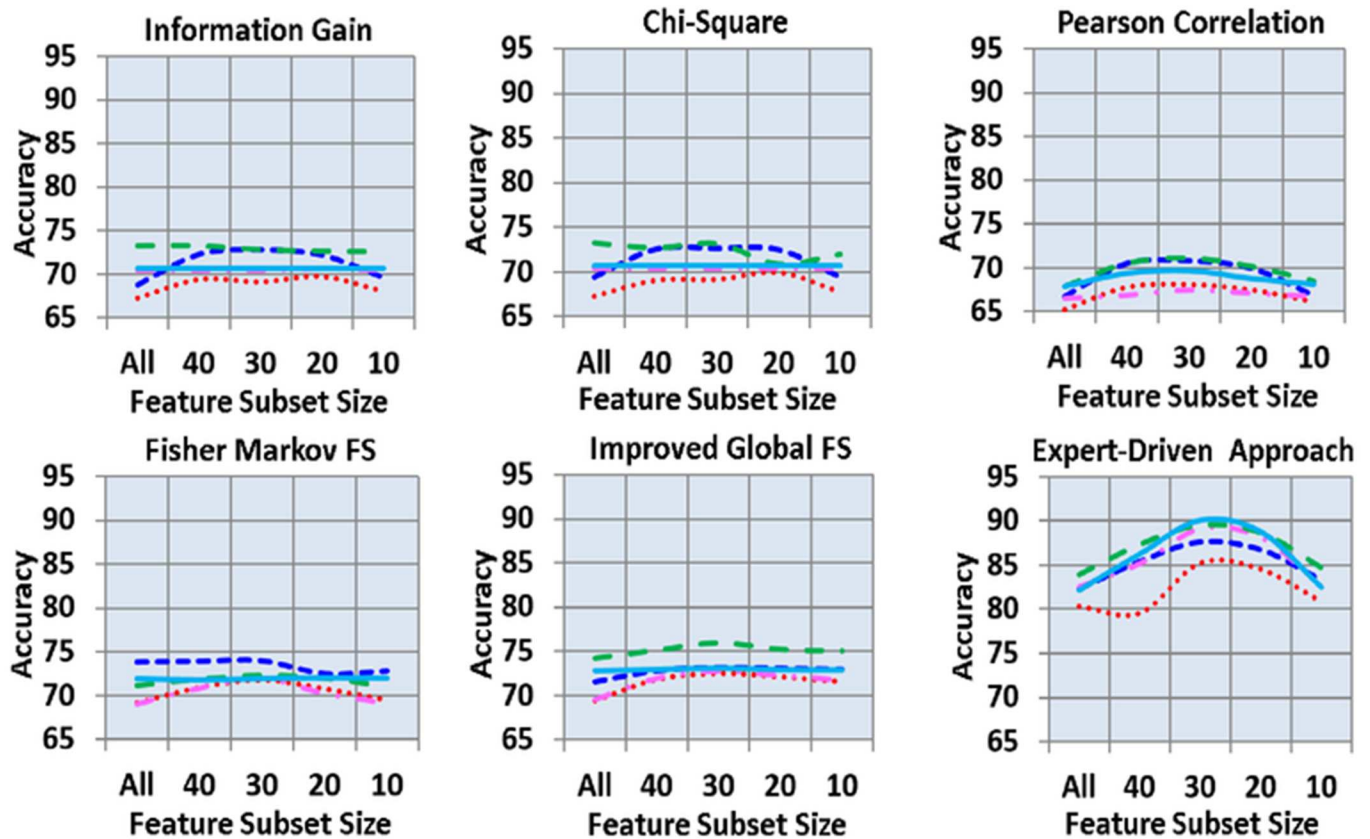 Information Gain
95
90
85
80
75
70
65
Accuracy
All 40 30 20 10
Feature Subset Size
Chi-Square
95
90
85
80
75
70
65
Accuracy
All 40 30 20 10
Feature Subset Size
Pearson Correlation
95
90
85
80
75
70
65
Accuracy
All 40 30 20 10
Feature Subset Size
Fisher Markov FS
95
90
85
80
75
70
65
Accuracy
All 40 30 20 10
Feature Subset Size
Improved Global FS
95
90
85
80
75
70
65
Accuracy
All 40 30 20 10
Feature Subset Size
Expert-Driven Approach
95
90
85
80
75
70
65
Accuracy
All 40 30 20 10
Feature Subset Size